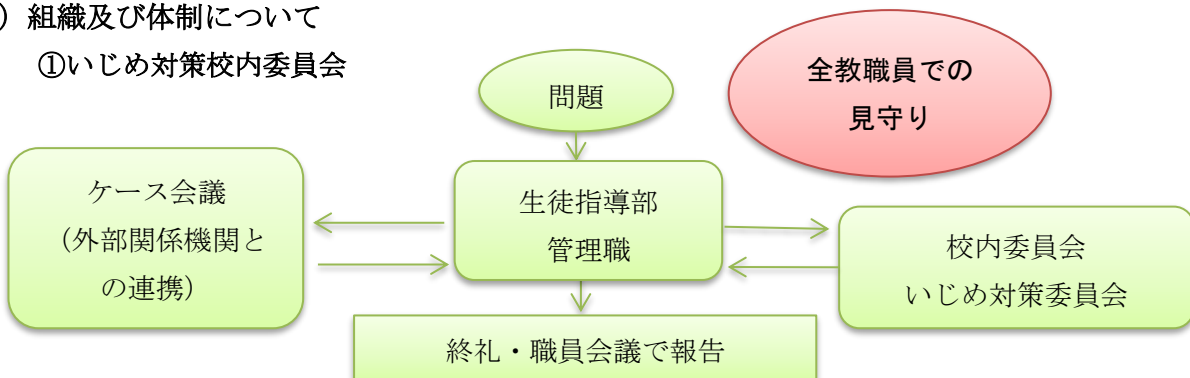 ）組織及び体制について
①いじめ対策校内委員会
問題
全教職員での
見守り
ケース会議
（外部関係機関と
の連携）
生徒指導部
管理職
校内委員会
いじめ対策委員会
終礼・職員会議で報告